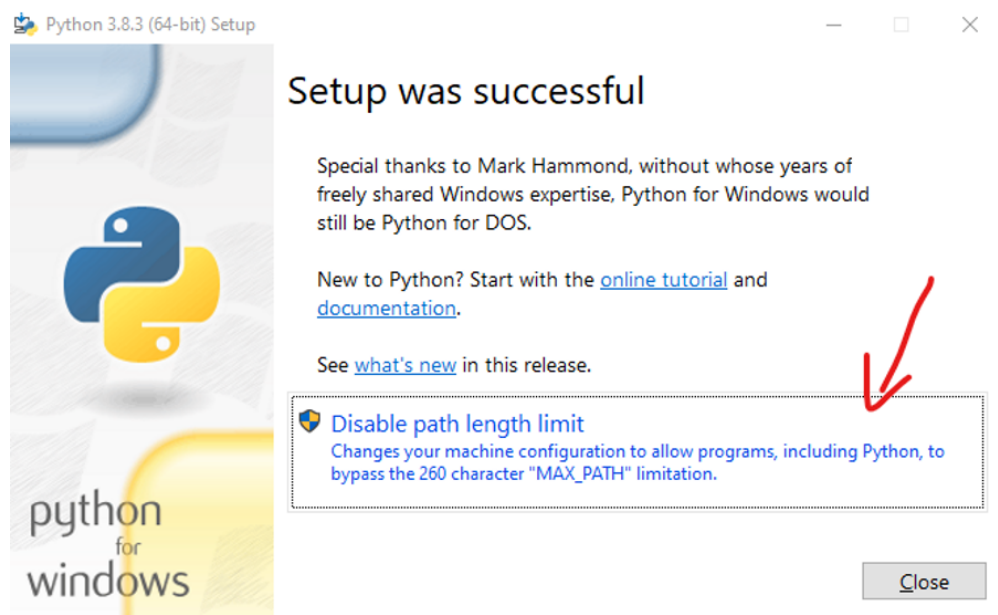 Python 3.8.3 (64-bit) Setup
Setup was successful
Special thanks to Mark Hammond, without whose years of
freely shared Windows expertise, Python for Windows would
still be Python for DOS.
New to Python? Start with the online tutorial and
documentation.
See what's new in this release.
Disable path length limit
Changes your machine configuration to allow programs, including Python, to
bypass the 260 character "MAX_PATH" limitation.
python
for
windows
Close